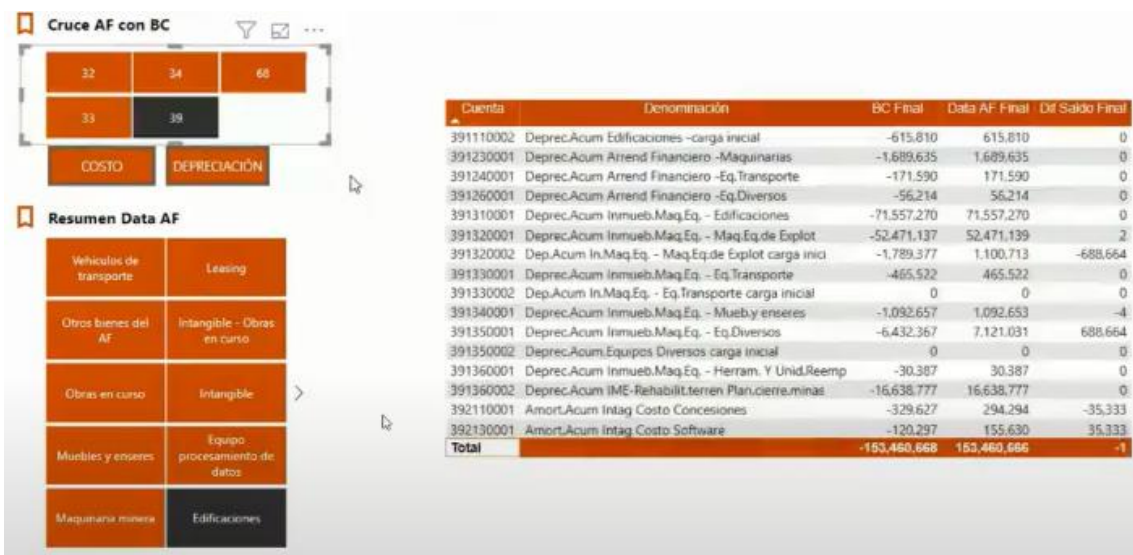 Cruce AF con BC
32 34 68
33 39
COSTO DEPRECIACIÓN
Resumen Data AF
Vehiculos de transporte
Leasing
Otros bienes del AF
Intangible - Obras en curso
Obras en curso
Intangible
Muebles y enseres
Equipo procesamiento de datos
Maquinaria minera
Edificaciones
Cuenta Denominación BC Final Data AF Final Dif Saldo Final
391110002 Deprec.Acum Edificaciones -carga inicial -615.810 615.810 0
391230001 Deprec.Acum Arrend Financiero -Maquinarias -1,689,635 1,689,635 0
391240001 Deprec.Acum Arrend Financiero -Eq.Transporte -171.590 171.590 0
391260001 Deprec.Acum Arrend Financiero -Eq.Diversos -56,214 56,214 0
391310001 Deprec.Acum Inmueb.Maq.Eq. - Edificaciones -71,557,270 71,557,270 0
391320001 Deprec.Acum Inmueb.Maq.Eq. - Maq.Eq.de Explot -52,471,137 52,471,139 2
391320002 Dep.Acum In.Maq.Eq. - Maq.Eq.de Explot carga inici -1,789,377 1,100,713 -688,664
391330001 Deprec.Acum Inmueb.Maq.Eq. - Eq.Transporte -465,522 465,522 0
391330002 Dep.Acum In.Maq.Eq. - Eq.Transporte carga inicial 0 0 0
391340001 Deprec.Acum Inmueb.Maq.Eq. - Mueb.y enseres -1,092,657 1,092,653 -4
391350001 Deprec.Acum Inmueb.Maq.Eq. - Eq.Diversos -6,432,367 7,121,031 688,664
391350002 Deprec.Acum.Equipos Diversos carga inicial 0 0 0
391360001 Deprec.Acum Inmueb.Maq.Eq. - Herram. Y Unid.Reemp -30,387 30,387 0
391360002 Deprec.Acum IME-Rehabilit.terren Plan.cierre.minas -16,638,777 16,638,777 0
392110001 Amort.Acum Intag Costo Concesiones -329,627 294,294 -35,333
392130001 Amort.Acum Intag Costo Software -120,297 155,630 35,333
Total -153,460,668 153,460,666 -1